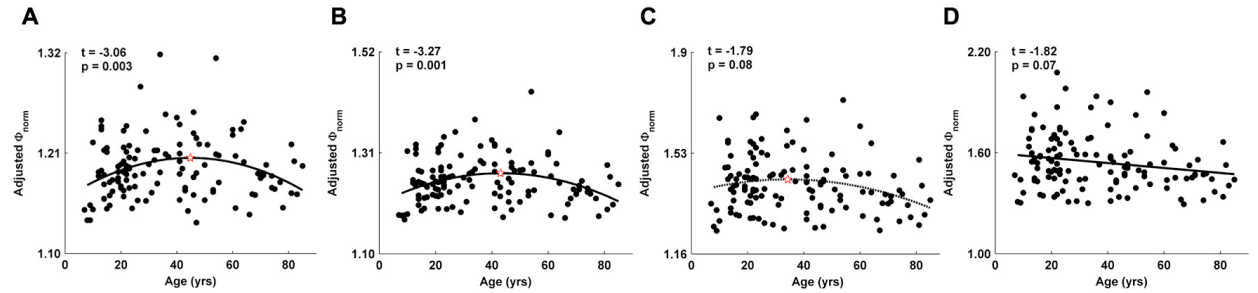 A
t = -3.06
p = 0.003
1.32
1.21
1.10
Adjusted Φnorm
0 20 40 60 80
Age (yrs)
B
t = -3.27
p = 0.001
1.52
1.31
1.10
Adjusted Φnorm
0 20 40 60 80
Age (yrs)
C
t = -1.79
p = 0.08
1.9
1.53
1.16
Adjusted Φnorm
0 20 40 60 80
Age (yrs)
D
t = -1.82
p = 0.07
2.20
1.60
1.00
Adjusted Φnorm
0 20 40 60 80
Age (yrs)